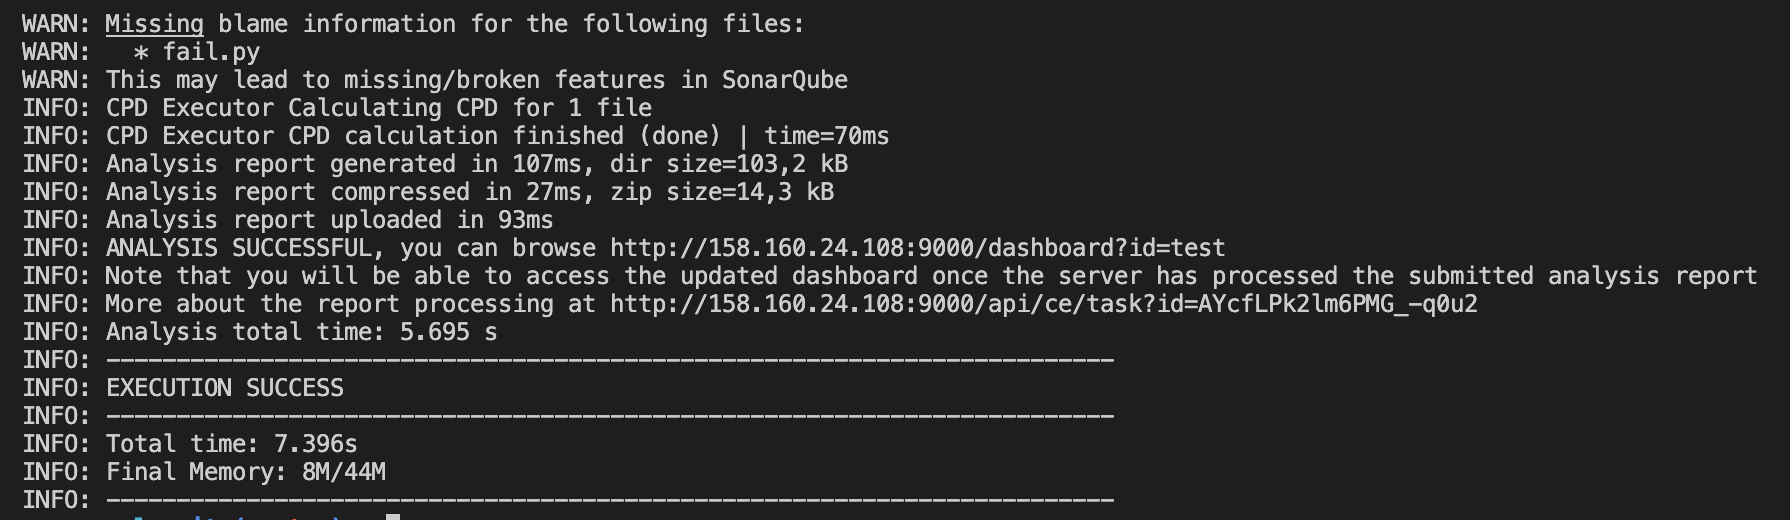 WARN: Missing blame information for the following files:
WARN:   * fail.py
WARN: This may lead to missing/broken features in SonarQube
INFO: CPD Executor Calculating CPD for 1 file
INFO: CPD Executor CPD calculation finished (done) | time=70ms
INFO: Analysis report generated in 107ms, dir size=103,2 kB
INFO: Analysis report compressed in 27ms, zip size=14,3 kB
INFO: Analysis report uploaded in 93ms
INFO: ANALYSIS SUCCESSFUL, you can browse http://158.160.24.108:9000/dashboard?id=test
INFO: Note that you will be able to access the updated dashboard once the server has processed the submitted analysis report
INFO: More about the report processing at http://158.160.24.108:9000/api/ce/task?id=AYcfLPk2lm6PMG_-q0u2
INFO: Analysis total time: 5.695 s
INFO: ------------------------------------------------------------------------
INFO: EXECUTION SUCCESS
INFO: ------------------------------------------------------------------------
INFO: Total time: 7.396s
INFO: Final Memory: 8M/44M
INFO: ------------------------------------------------------------------------